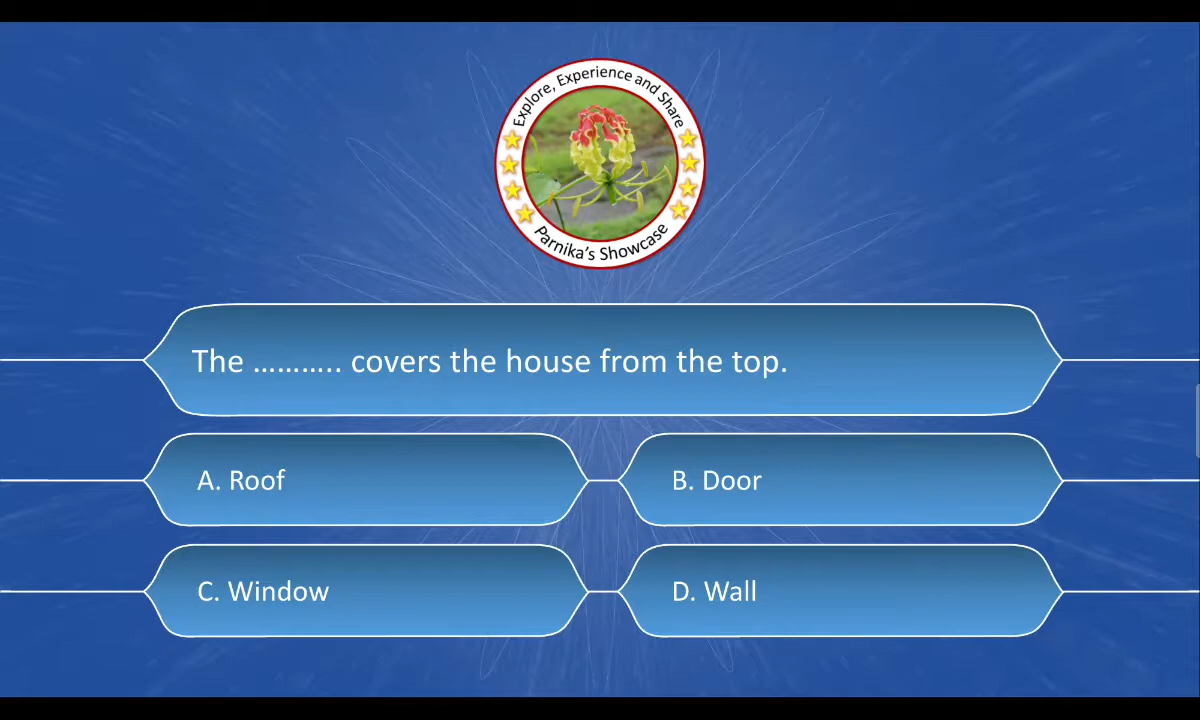 Explore, Experience and Share
Parnika's Showcase
The ……….. covers the house from the top.
A. Roof
B. Door
C. Window
D. Wall